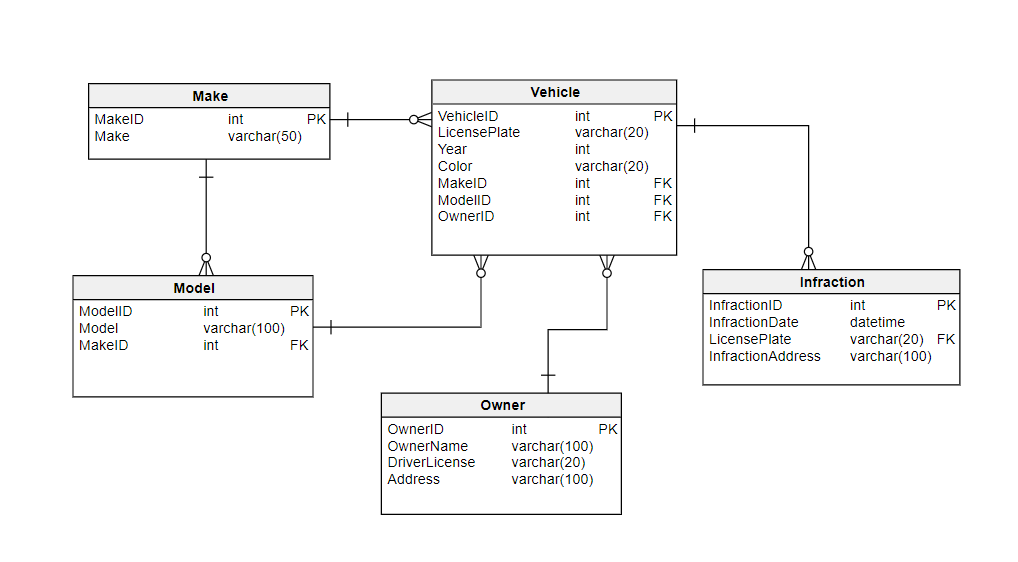 Make
MakeID int PK
Make varchar(50)
Vehicle
VehicleID int PK
LicensePlate varchar(20)
Year int
Color varchar(20)
MakeID int FK
ModelID int FK
OwnerID int FK
Model
ModelID int PK
Model varchar(100)
MakeID int FK
Infraction
InfractionID int PK
InfractionDate datetime
LicensePlate varchar(20) FK
InfractionAddress varchar(100)
Owner
OwnerID int PK
OwnerName varchar(100)
DriverLicense varchar(20)
Address varchar(100)